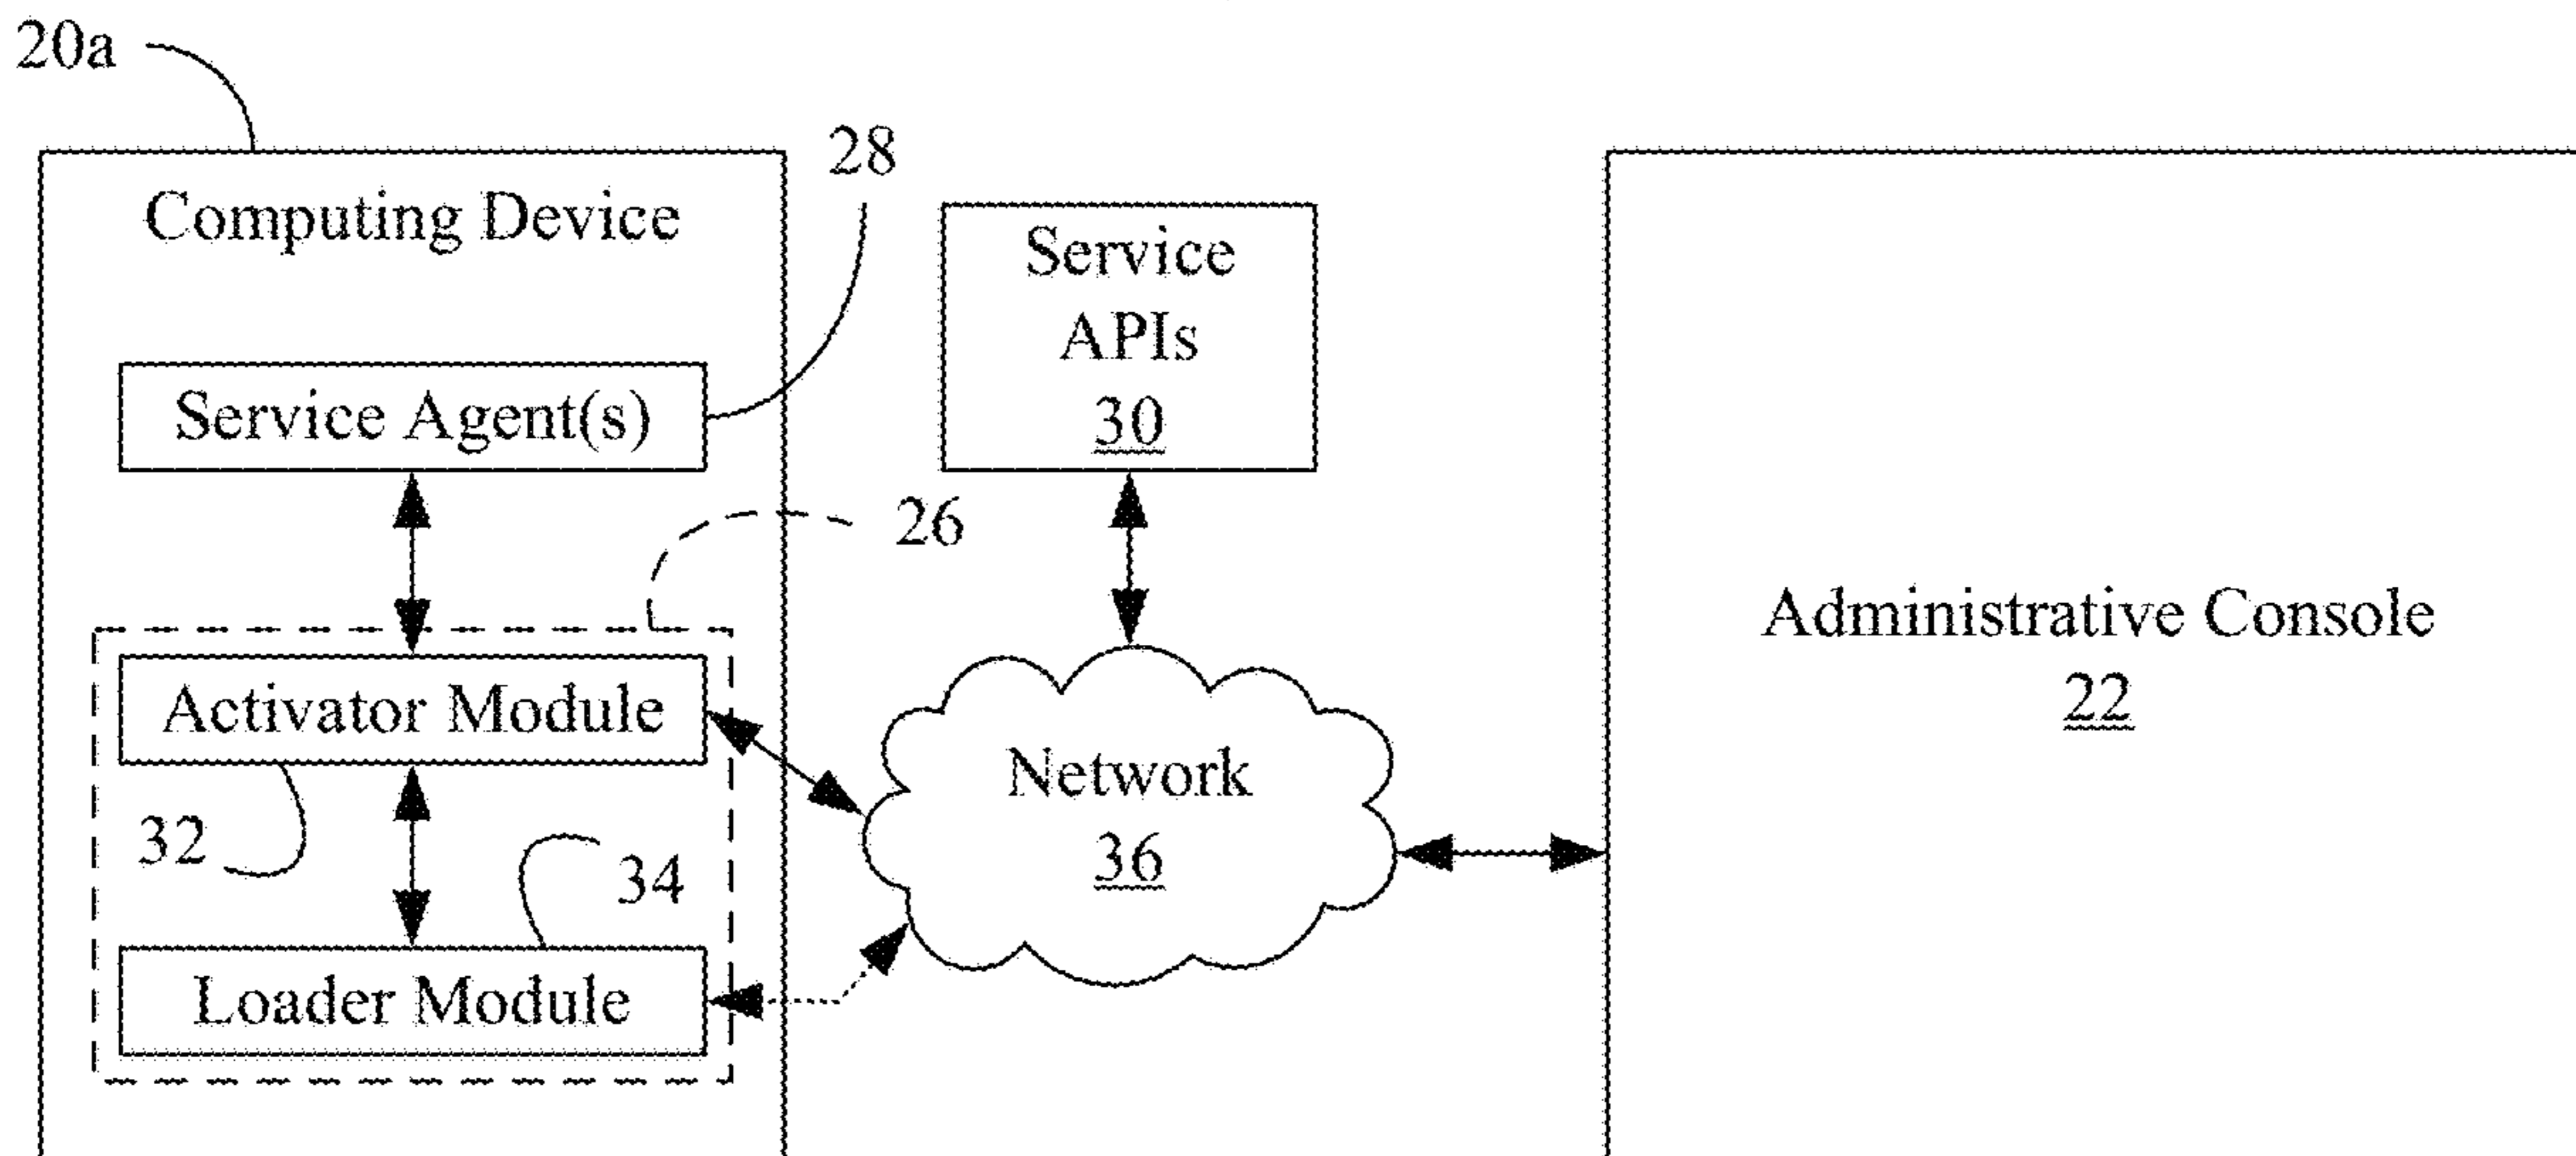 20a
Computing Device
28
Service Agent(s)
26
Activator Module
32
34
Loader Module
Service
APIs
30
Network
36
Administrative Console
22